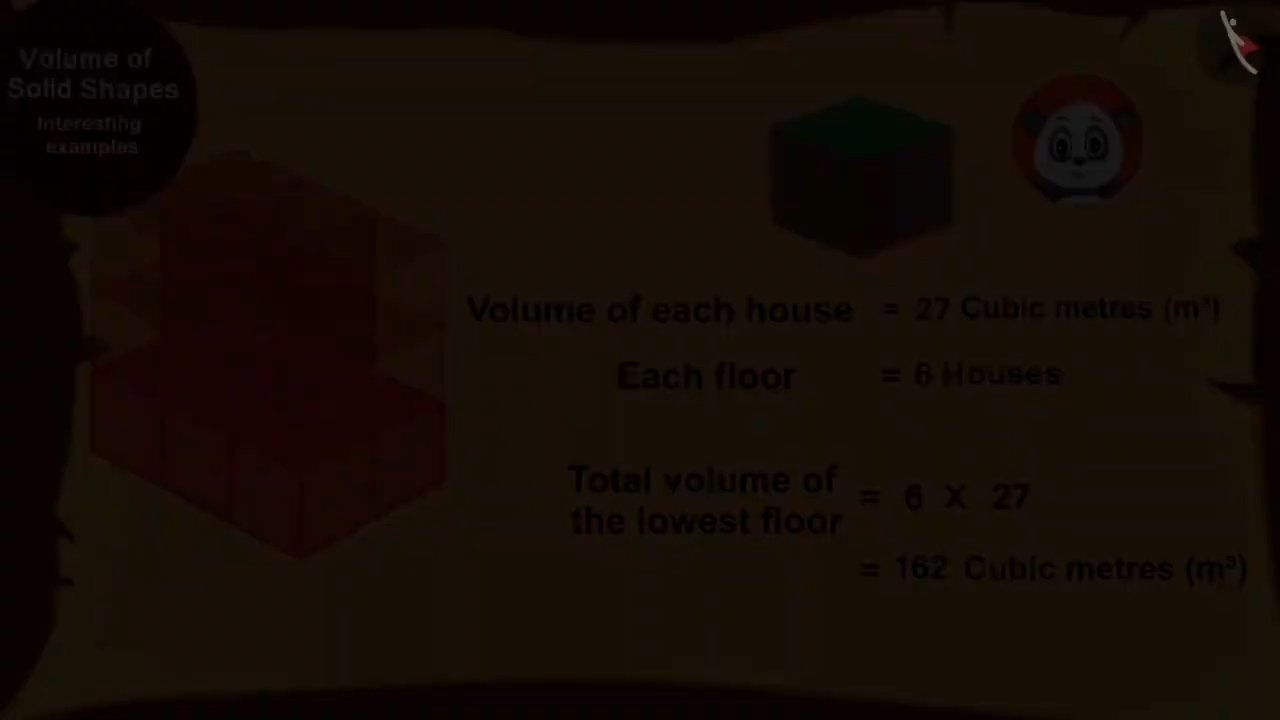 Volume of
Solid Shapes
Interesting
examples
Volume of each house = 27 Cubic metres (m³)
Each floor = 6 Houses
Total volume of
the lowest floor = 6 X 27
= 162 Cubic metres (m³)